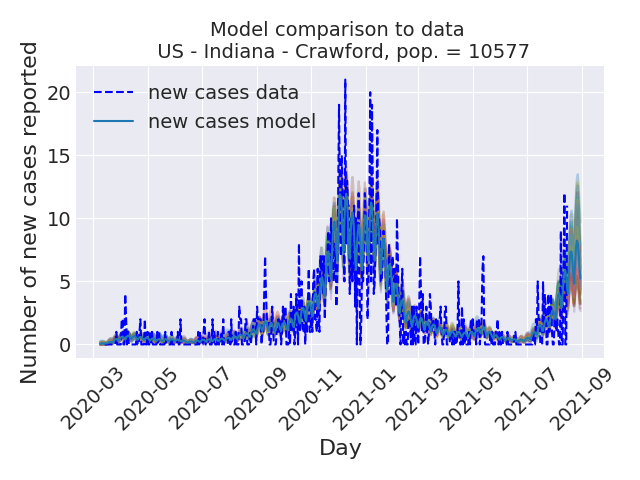 Model comparison to data
US - Indiana - Crawford, pop. = 10577
Number of new cases reported
20
15
10
5
0
new cases data
new cases model
2020-03
2020-05
2020-07
2020-09
2020-11
2021-01
2021-03
2021-05
2021-07
2021-09
Day